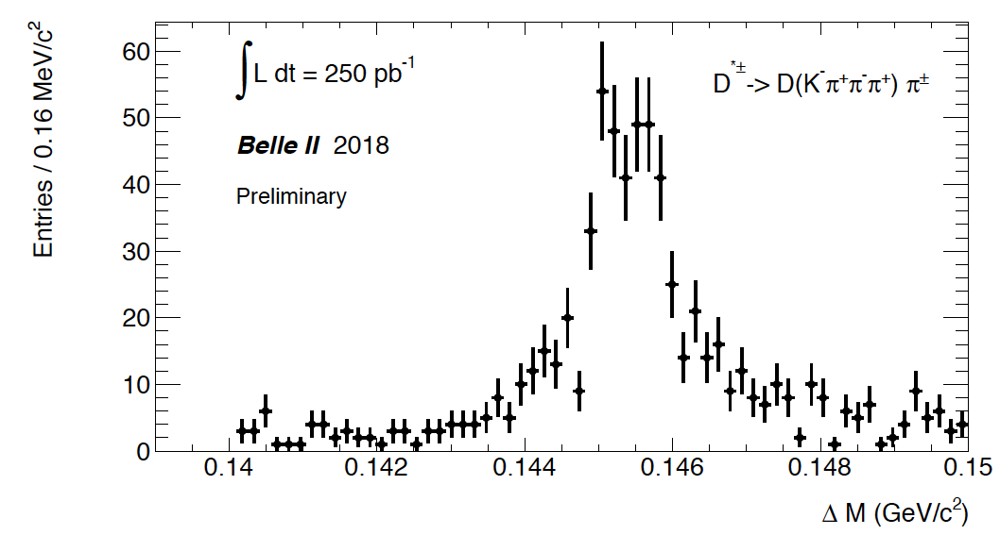 Entries / 0.16 MeV/c²
60
50
40
30
20
10
0
∫L dt = 250 pb⁻¹
Belle II 2018
Preliminary
D*± -> D(K⁻π⁺π⁻π⁺) π±
0.14 0.142 0.144 0.146 0.148 0.15
Δ M (GeV/c²)